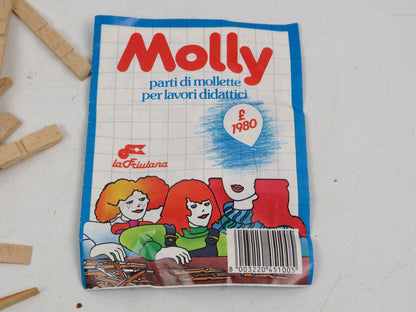 Molly
parti di mollette
per lavori didattici
£
1980
la Friulana
8 003220 451005